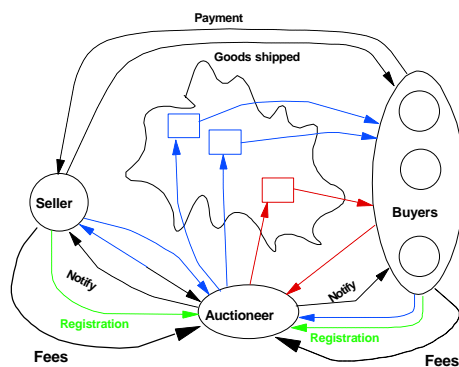 Payment
Goods shipped
Seller
Buyers
Notify
Notify
Auctioneer
Registration
Registration
Fees
Fees